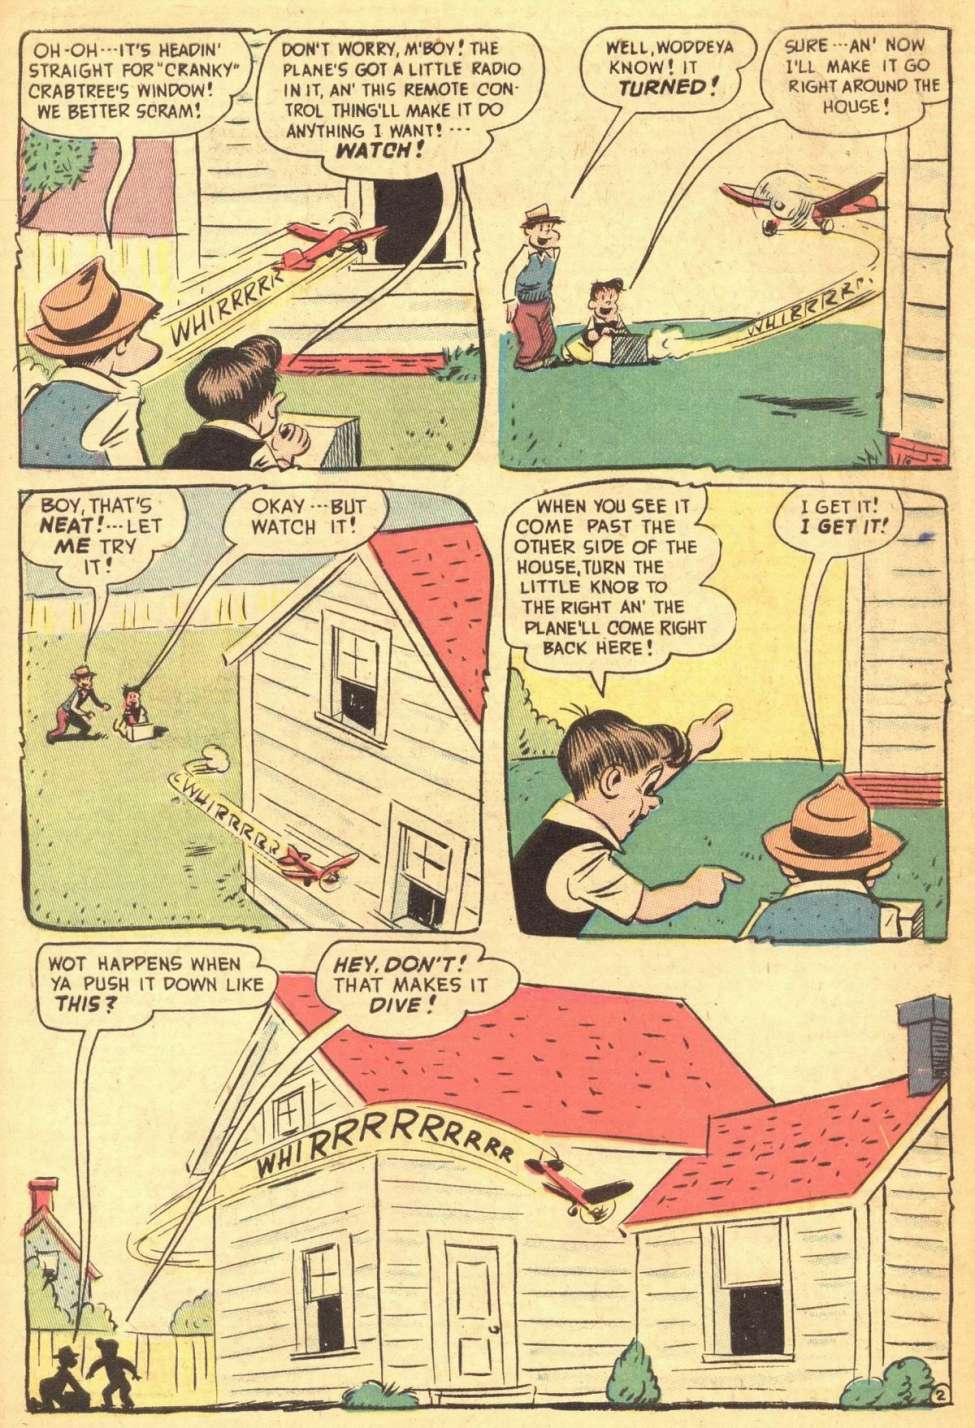 OH-OH---IT'S HEADIN'
STRAIGHT FOR "CRANKY"
CRABTREE'S WINDOW!
WE BETTER SCRAM!
DON'T WORRY, M'BOY! THE
PLANE'S GOT A LITTLE RADIO
IN IT, AN' THIS REMOTE CON-
TROL THING'LL MAKE IT DO
ANYTHING I WANT! ---
WATCH!
WHIRRRRR
WELL, WODDEYA
KNOW! IT
TURNED!
SURE---AN' NOW
I'LL MAKE IT GO
RIGHT AROUND THE
HOUSE!
WHIRRRRR
BOY, THAT'S
NEAT!---LET
ME TRY
IT!
OKAY---BUT
WATCH IT!
WHIRRRRR
WHEN YOU SEE IT
COME PAST THE
OTHER SIDE OF THE
HOUSE, TURN THE
LITTLE KNOB TO
THE RIGHT AN' THE
PLANE'LL COME RIGHT
BACK HERE!
I GET IT!
I GET IT!
WOT HAPPENS WHEN
YA PUSH IT DOWN LIKE
THIS?
HEY, DON'T!
THAT MAKES IT
DIVE!
WHIRRRRRRRRRR
2